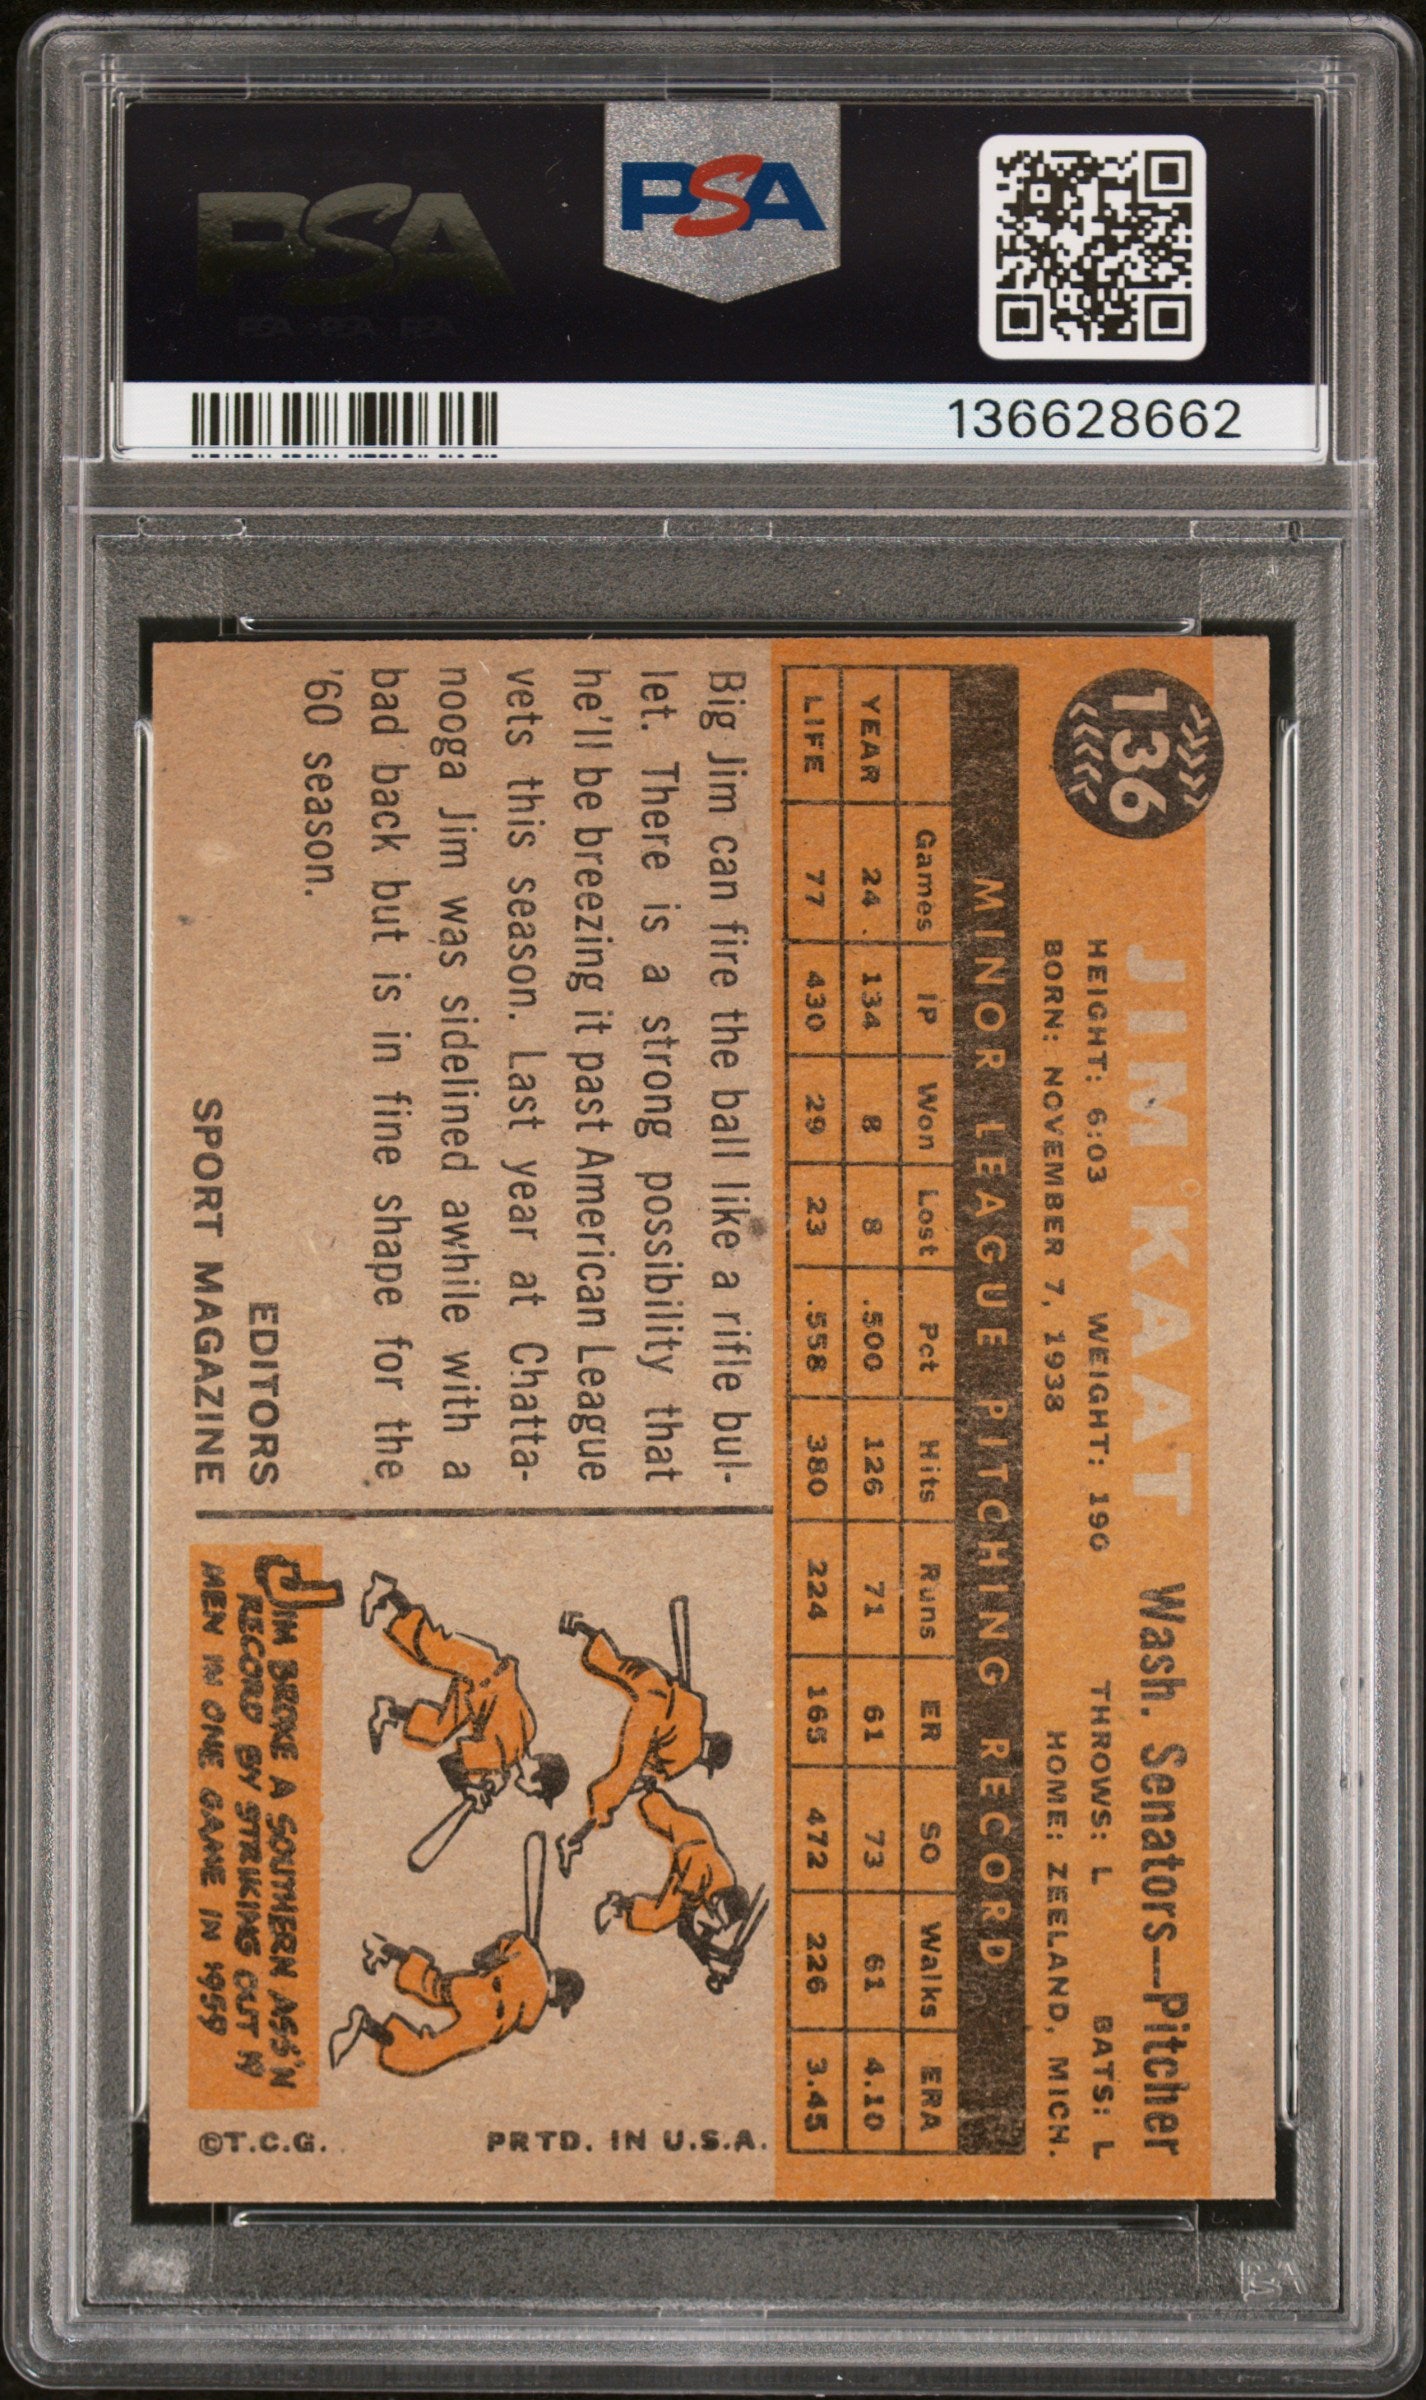 PSA
PSA
PSA PSA PSA
136628662
136
JIM KAAT
Wash. Senators—Pitcher
HEIGHT: 6:03 WEIGHT: 190 THROWS: L BATS: L
BORN: NOVEMBER 7, 1938 HOME: ZEELAND, MICH.
MINOR LEAGUE PITCHING RECORD
Games IP Won Lost Pct Hits Runs ER SO Walks ERA
YEAR 24 134 8 8 .500 126 71 61 73 61 4.10
LIFE 77 430 29 23 .558 380 224 165 472 226 3.45
Big Jim can fire the ball like a rifle bul-
let. There is a strong possibility that
he'll be breezing it past American League
vets this season. Last year at Chatta-
nooga Jim was sidelined awhile with a
bad back but is in fine shape for the
'60 season.
EDITORS
SPORT MAGAZINE
JIM BROKE A SOUTHERN ASS'N
RECORD BY STRIKING OUT 19
MEN IN ONE GAME IN 1959
PRTD. IN U.S.A.
©T.C.G.
PSA